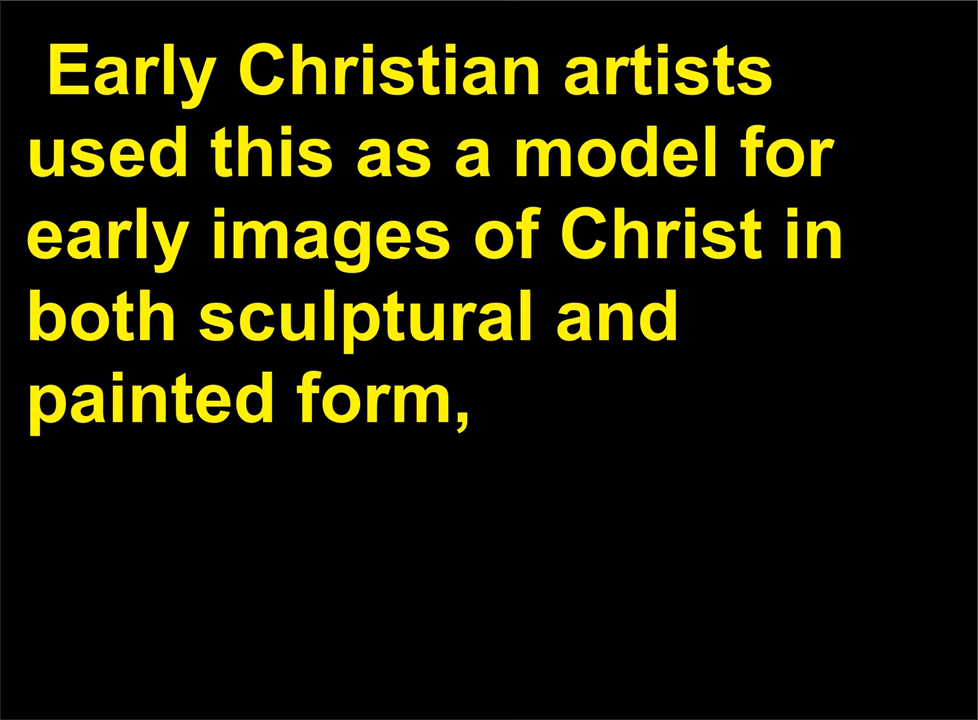 Early Christian artists
used this as a model for
early images of Christ in
both sculptural and
painted form,